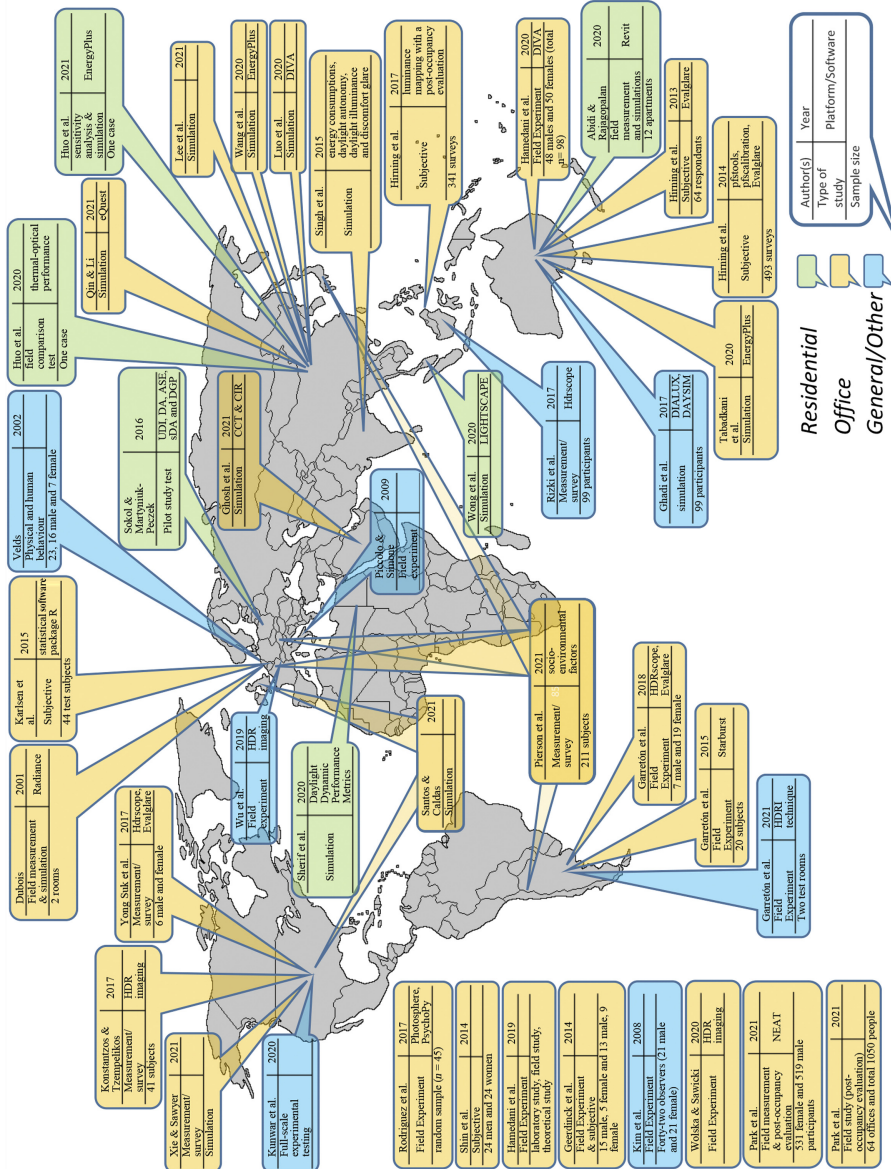 Konstantzos & 2017
Tzempelikos
Measurement/ HDR
survey imaging
41 subjects
Xie & Sawyer 2021
Measurement/
survey
Simulation
Kunwar et al. 2020
Full-scale
experimental
testing
Dubois 2001
Field measurement Radiance
& simulation
2 rooms
Yong Suk et al. 2017
Measurement/ Hdrscope,
survey Evalglare
6 male and female
Karlsen et 2015
al.
Subjective statistical software
package R
44 test subjects
Velds 2002
Physical and human
behaviour
23, 16 male and 7 female
Wu et al. 2019
Field HDR
experiment imaging
Sherif et al. 2020
Simulation Daylight
Dynamic
Performance
Metrics
Santos & 2021
Caldas
Simulation
Sokol & 2016
Martyniuk-
Peczek
Pilot study test UDI, DA, ASE,
sDA and DGP
Huo et al. 2020
field thermal-optical
comparison performance
test
One case
Qin & Li 2021
Simulation eQuest
Ghosh et al. 2021
Simulation CCT & CIR
Piccolo & 2009
Simone
Field
experiment
Huo et al. 2021
sensitivity EnergyPlus
analysis &
simulation
One case
Lee et al. 2021
Simulation
Wang et al. 2020
Simulation EnergyPlus
Luo et al. 2020
Simulation DIVA
Singh et al. 2015
Simulation energy consumptions,
daylight autonomy,
daylight illuminance
and discomfort glare
Hirning et al. 2017
Subjective luminance
mapping with a
post-occupancy
evaluation
341 surveys
Hamedani et al. 2020
Field Experiment DIVA
48 males and 50 females (total
n= 98)
Abidi & 2020
Rajagopalan
field Revit
measurement
and simulations
12 apartments
Hirning et al. 2013
Subjective Evalglare
64 respondents
Hirning et al. 2014
Subjective pfstools,
pfscalibration,
Evalglare
493 surveys
Tabadkani 2020
et al.
Simulation EnergyPlus
Ghadi et al. 2017
simulation DIALUX,
DAYSIM
99 participants
Rizki et al. 2017
Measurement/ Hdrscope
survey
99 participants
Wong et al. 2020
Simulation LIGHTSCAPE
Pierson et al. 2021
Measurement/ socio-
survey environmental
factors
211 subjects
Garretón et al. 2018
Field HDRscope,
Experiment Evalglare
7 male and 19 female
Garretón et al. 2015
Field Starburst
Experiment
20 subjects
Garretón et al. 2021
Field HDRI
Experiment technique
Two test rooms
Rodriguez et al. 2017
Field Experiment Photosphere,
PsychoPy
random sample (n = 45)
Shin et al. 2014
Subjective
24 men and 24 women
Hamedani et al. 2019
Field Experiment
laboratory study, field study,
theoretical study
Geerdinck et al. 2014
Field Experiment
& subjective
15 male, 5 female and 13 male, 9
female
Kim et al. 2008
Field Experiment
Forty-two observers (21 male
and 21 female)
Wolska & Sawicki 2020
Field Experiment HDR
imaging
Park et al. 2021
Field measurement NEAT
& post-occupancy
evaluation
531 female and 519 male
participants
Park et al. 2021
Field study (post-
occupancy evaluation)
64 offices and total 1050 people
Residential
Office
General/Other
Author(s) Year
Type of Platform/Software
study
Sample size